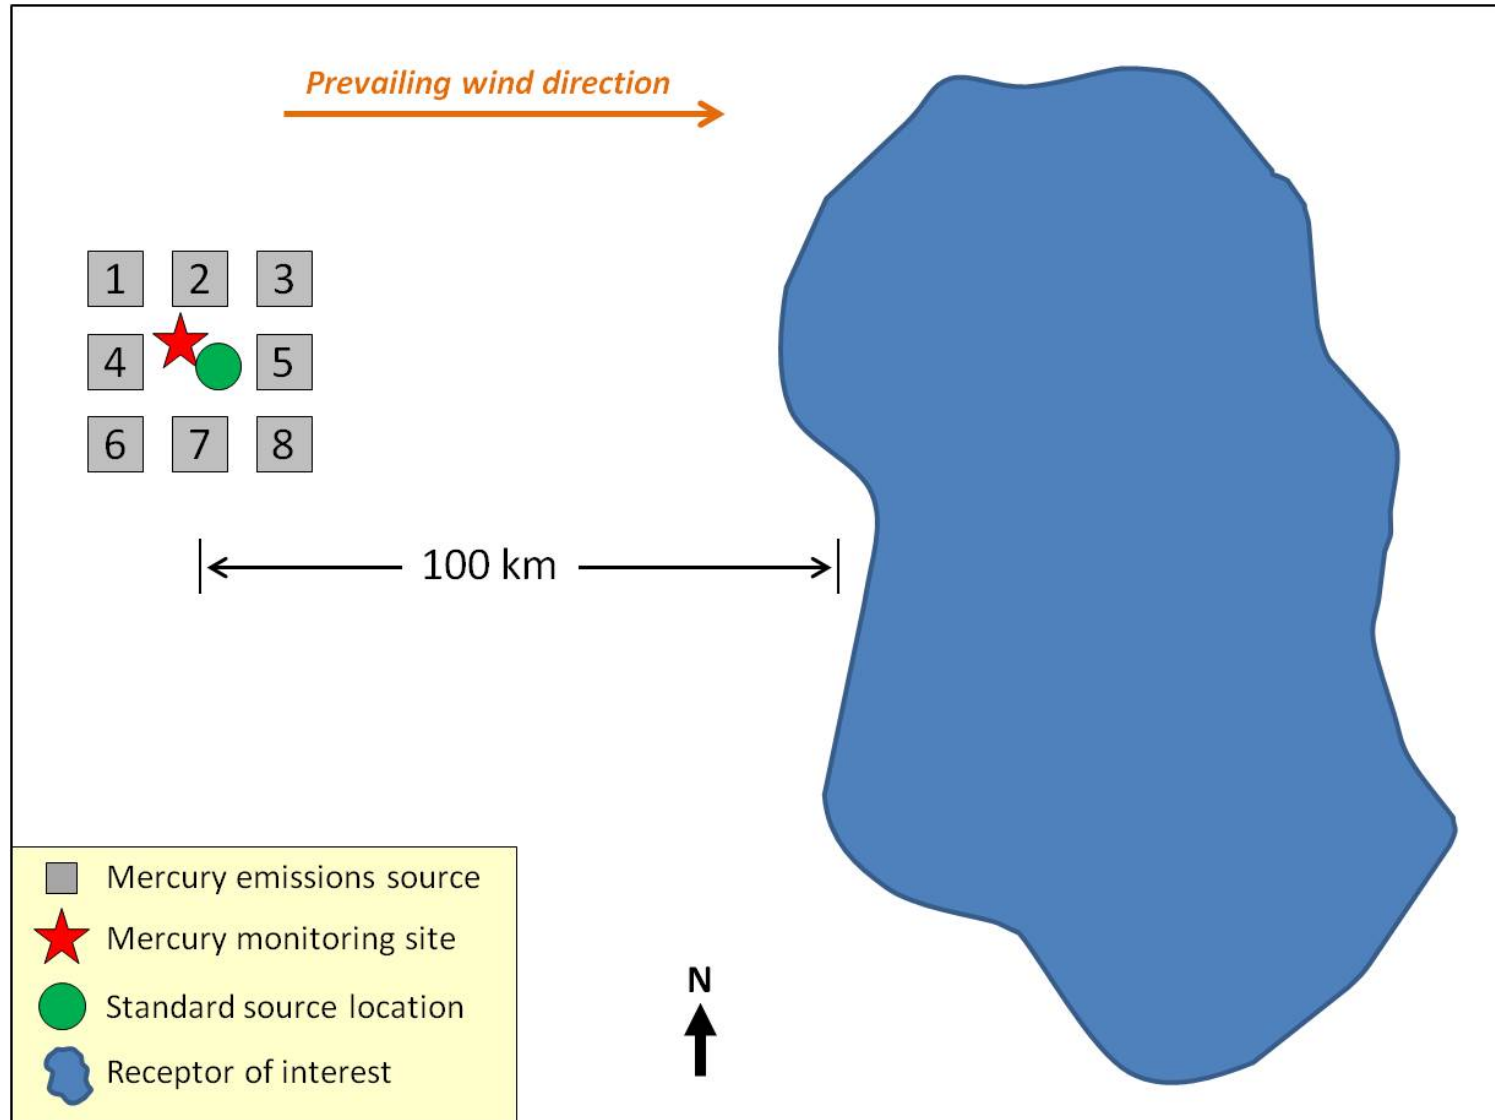 Prevailing wind direction
1 2 3
4 5
6 7 8
100 km
Mercury emissions source
Mercury monitoring site
Standard source location
Receptor of interest
N